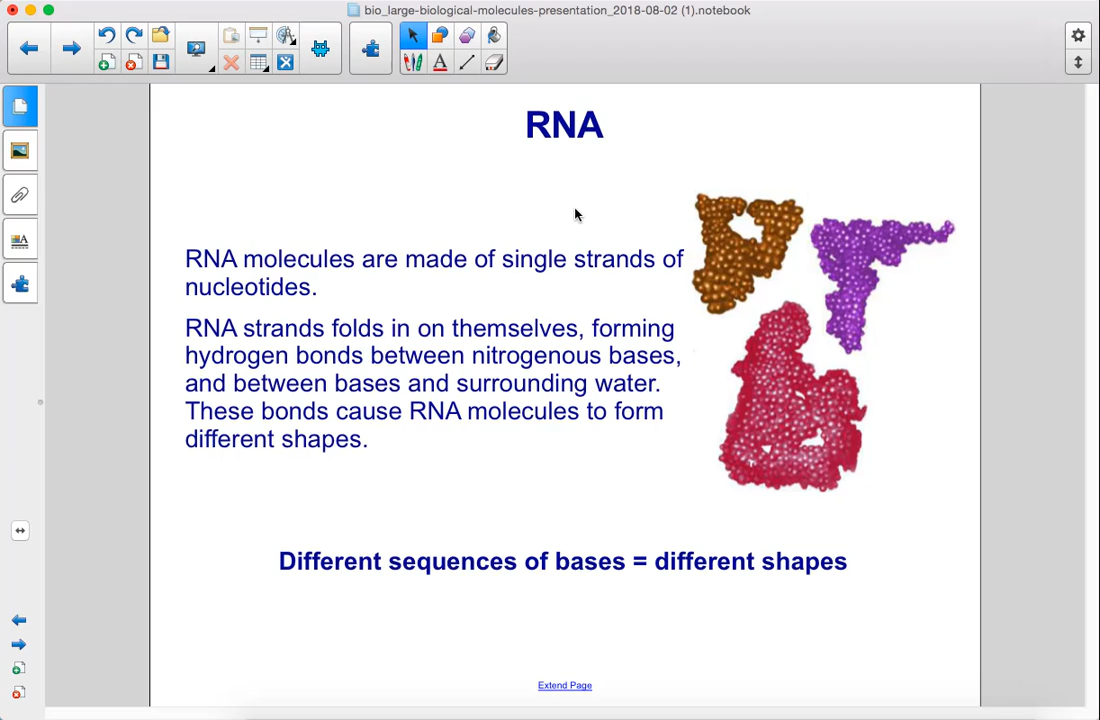 bio_large-biological-molecules-presentation_2018-08-02 (1).notebook
RNA
RNA molecules are made of single strands of
nucleotides.
RNA strands folds in on themselves, forming
hydrogen bonds between nitrogenous bases,
and between bases and surrounding water.
These bonds cause RNA molecules to form
different shapes.
Different sequences of bases = different shapes
Extend Page